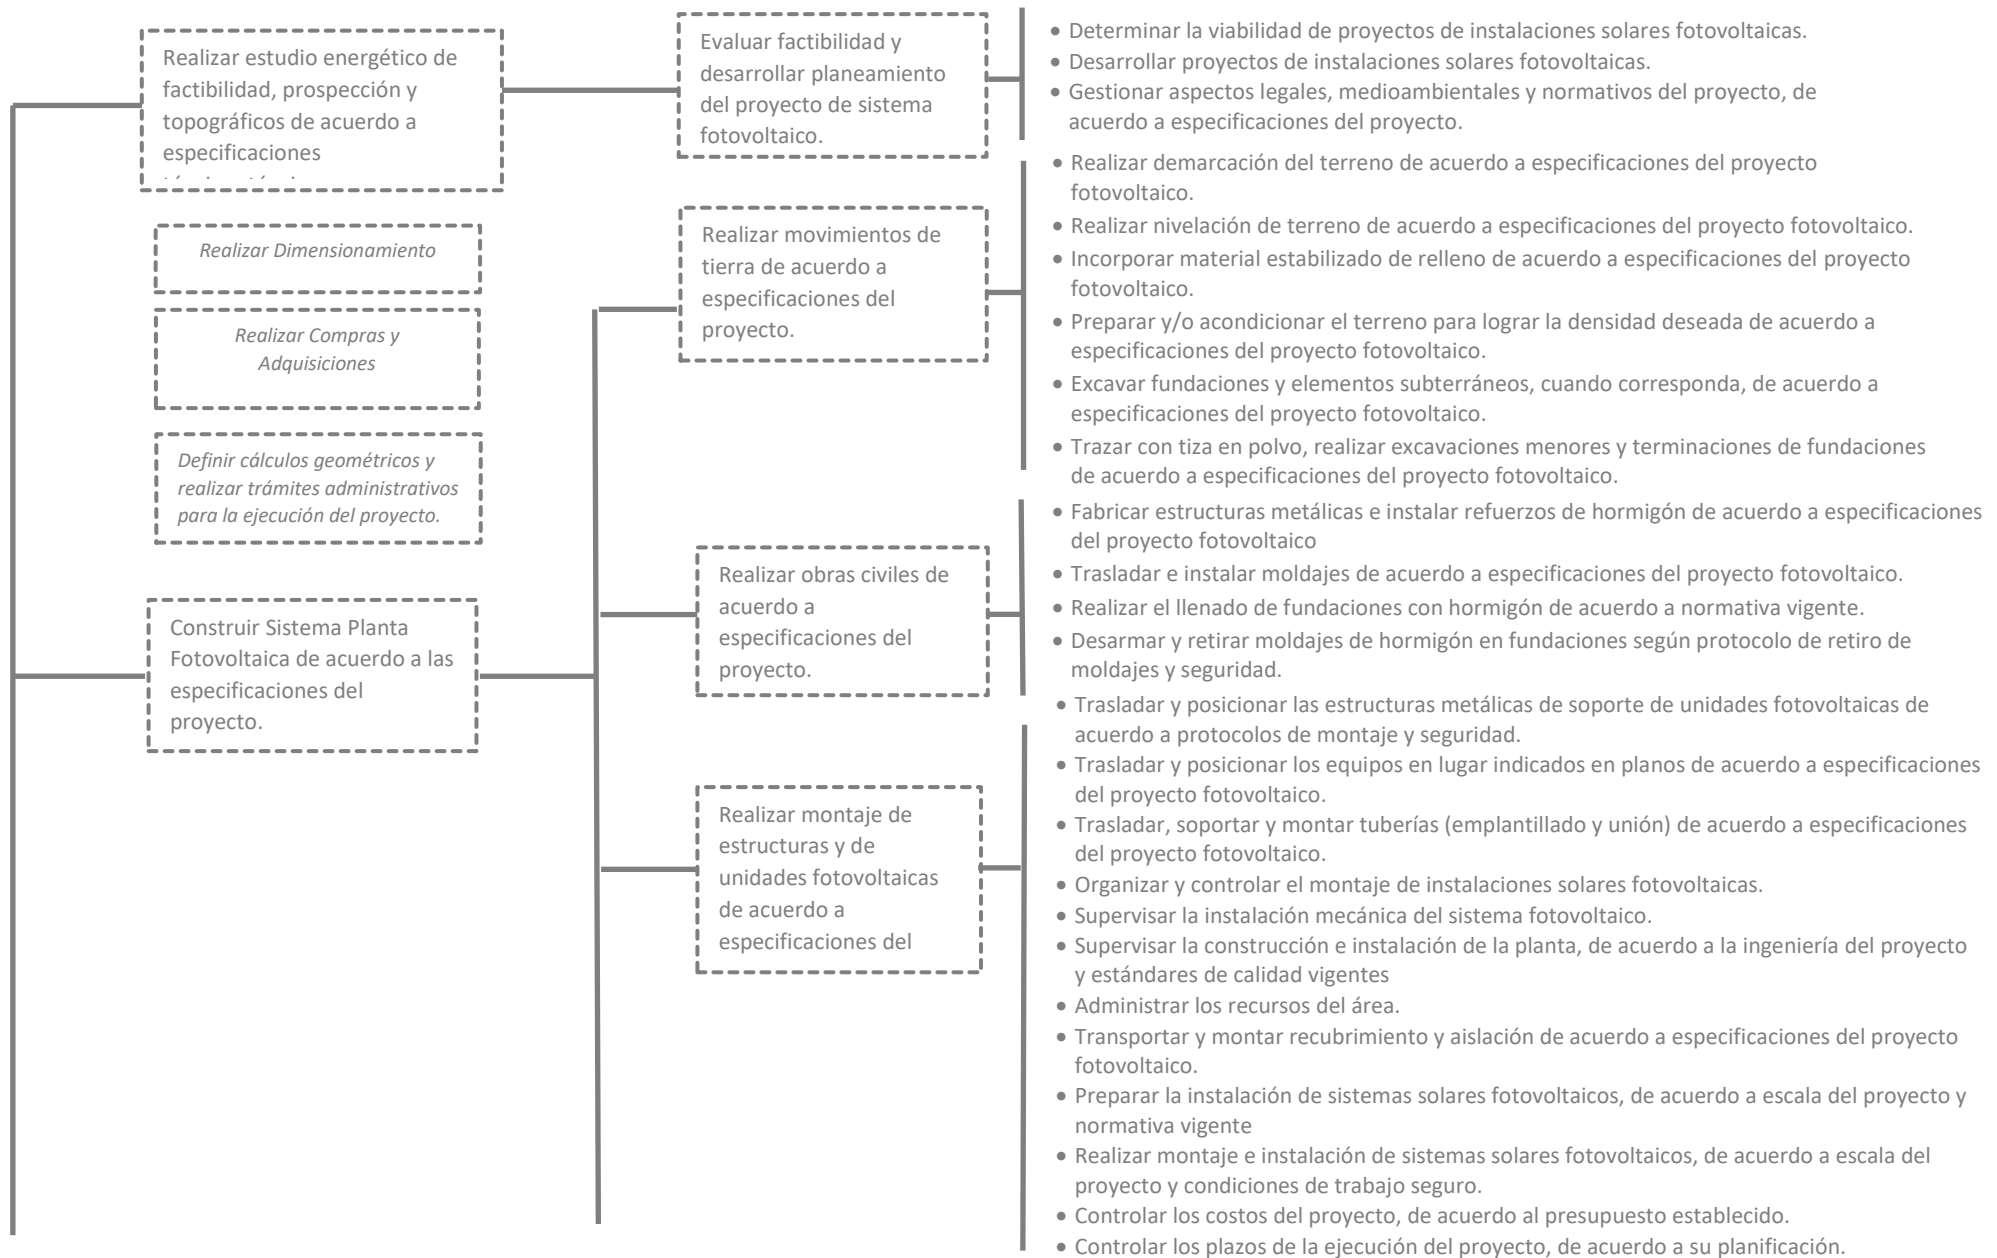 Realizar estudio energético de
factibilidad, prospección y
topográficos de acuerdo a
especificaciones
Evaluar factibilidad y
desarrollar planeamiento
del proyecto de sistema
fotovoltaico.
• Determinar la viabilidad de proyectos de instalaciones solares fotovoltaicas.
• Desarrollar proyectos de instalaciones solares fotovoltaicas.
• Gestionar aspectos legales, medioambientales y normativos del proyecto, de
acuerdo a especificaciones del proyecto.
Realizar Dimensionamiento
Realizar Compras y
Adquisiciones
Definir cálculos geométricos y
realizar trámites administrativos
para la ejecución del proyecto.
Construir Sistema Planta
Fotovoltaica de acuerdo a las
especificaciones del
proyecto.
Realizar movimientos de
tierra de acuerdo a
especificaciones del
proyecto.
• Realizar demarcación del terreno de acuerdo a especificaciones del proyecto
fotovoltaico.
• Realizar nivelación de terreno de acuerdo a especificaciones del proyecto fotovoltaico.
• Incorporar material estabilizado de relleno de acuerdo a especificaciones del proyecto
fotovoltaico.
• Preparar y/o acondicionar el terreno para lograr la densidad deseada de acuerdo a
especificaciones del proyecto fotovoltaico.
• Excavar fundaciones y elementos subterráneos, cuando corresponda, de acuerdo a
especificaciones del proyecto fotovoltaico.
• Trazar con tiza en polvo, realizar excavaciones menores y terminaciones de fundaciones
de acuerdo a especificaciones del proyecto fotovoltaico.
Realizar obras civiles de
acuerdo a
especificaciones del
proyecto.
• Fabricar estructuras metálicas e instalar refuerzos de hormigón de acuerdo a especificaciones
del proyecto fotovoltaico
• Trasladar e instalar moldajes de acuerdo a especificaciones del proyecto fotovoltaico.
• Realizar el llenado de fundaciones con hormigón de acuerdo a normativa vigente.
• Desarmar y retirar moldajes de hormigón en fundaciones según protocolo de retiro de
moldajes y seguridad.
Realizar montaje de
estructuras y de
unidades fotovoltaicas
de acuerdo a
especificaciones del
• Trasladar y posicionar las estructuras metálicas de soporte de unidades fotovoltaicas de
acuerdo a protocolos de montaje y seguridad.
• Trasladar y posicionar los equipos en lugar indicados en planos de acuerdo a especificaciones
del proyecto fotovoltaico.
• Trasladar, soportar y montar tuberías (emplantillado y unión) de acuerdo a especificaciones
del proyecto fotovoltaico.
• Organizar y controlar el montaje de instalaciones solares fotovoltaicas.
• Supervisar la instalación mecánica del sistema fotovoltaico.
• Supervisar la construcción e instalación de la planta, de acuerdo a la ingeniería del proyecto
y estándares de calidad vigentes
• Administrar los recursos del área.
• Transportar y montar recubrimiento y aislación de acuerdo a especificaciones del proyecto
fotovoltaico.
• Preparar la instalación de sistemas solares fotovoltaicos, de acuerdo a escala del proyecto y
normativa vigente
• Realizar montaje e instalación de sistemas solares fotovoltaicos, de acuerdo a escala del
proyecto y condiciones de trabajo seguro.
• Controlar los costos del proyecto, de acuerdo al presupuesto establecido.
• Controlar los plazos de la ejecución del proyecto, de acuerdo a su planificación.